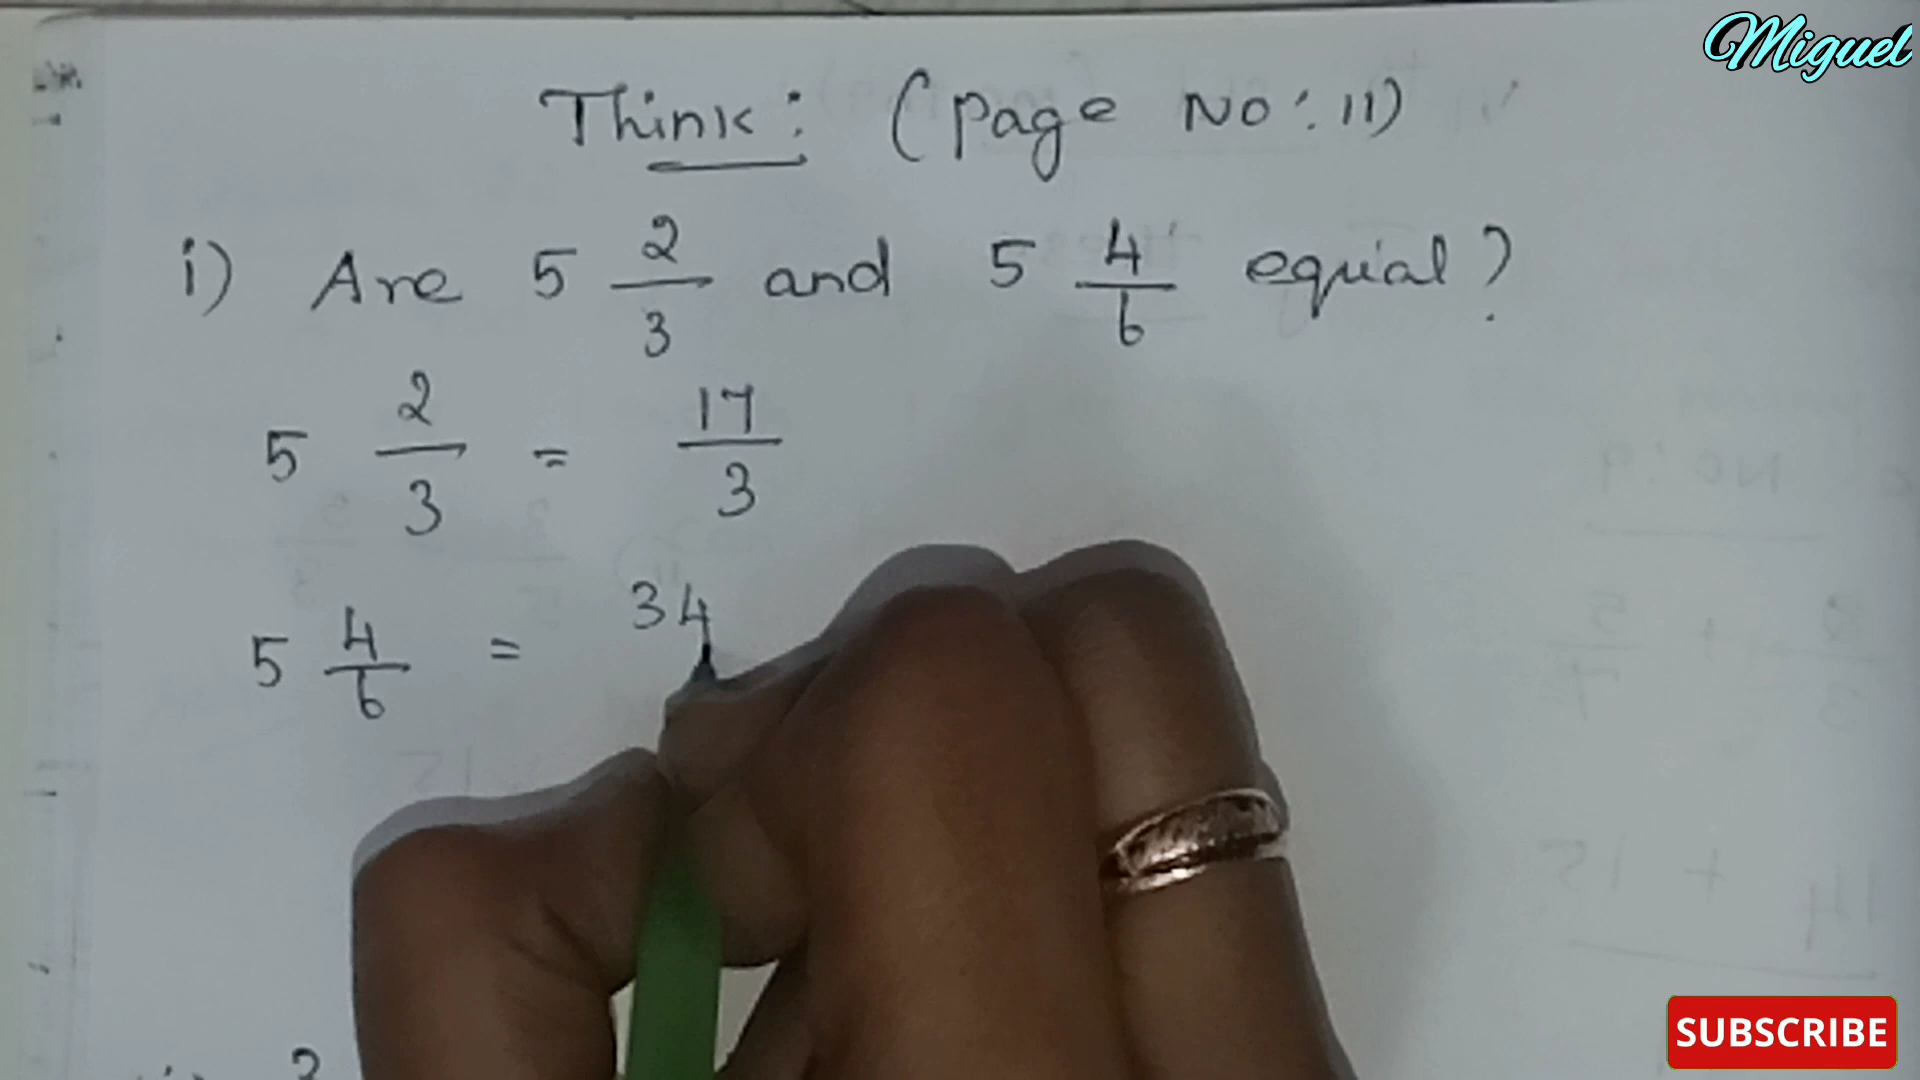 Miguel
Think: (Page No: 11)
i) Are 5 2/3 and 5 4/6 equal?
5 2/3 = 17/3
5 4/6 = 34
SUBSCRIBE